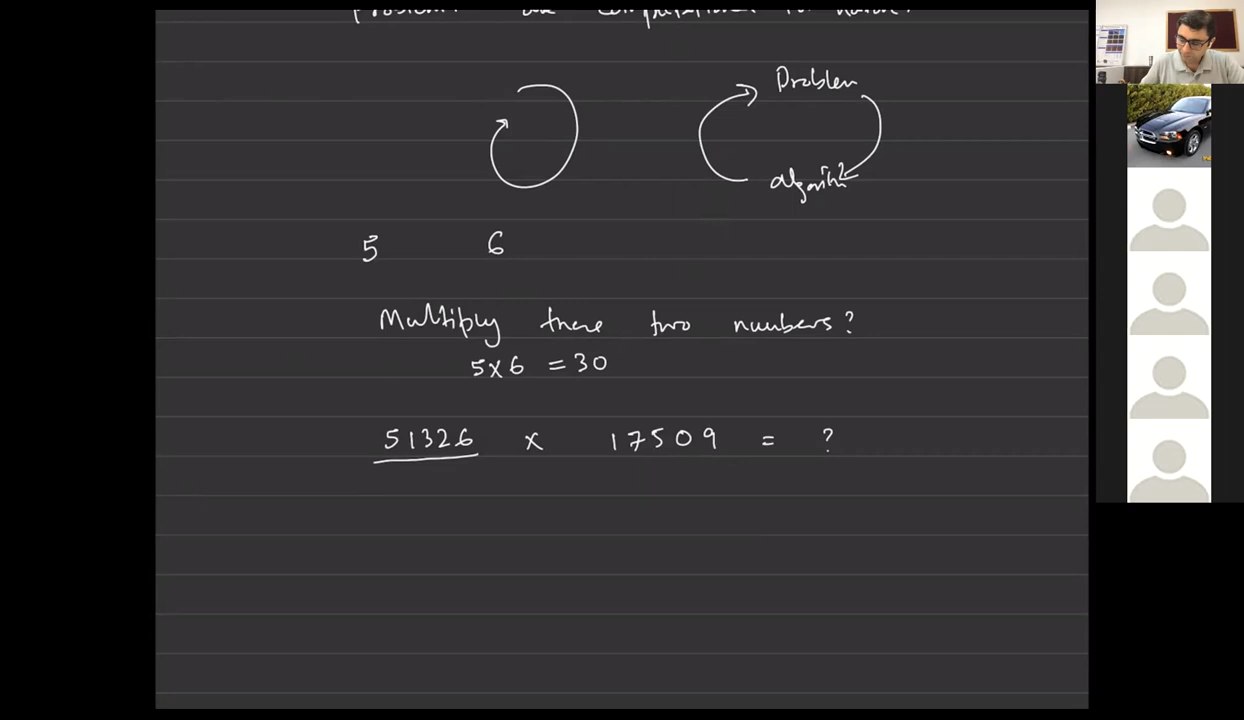 Problem
algorithm
5 6
Multiply these two numbers?
5x6 = 30
51326 x 17509 = ?